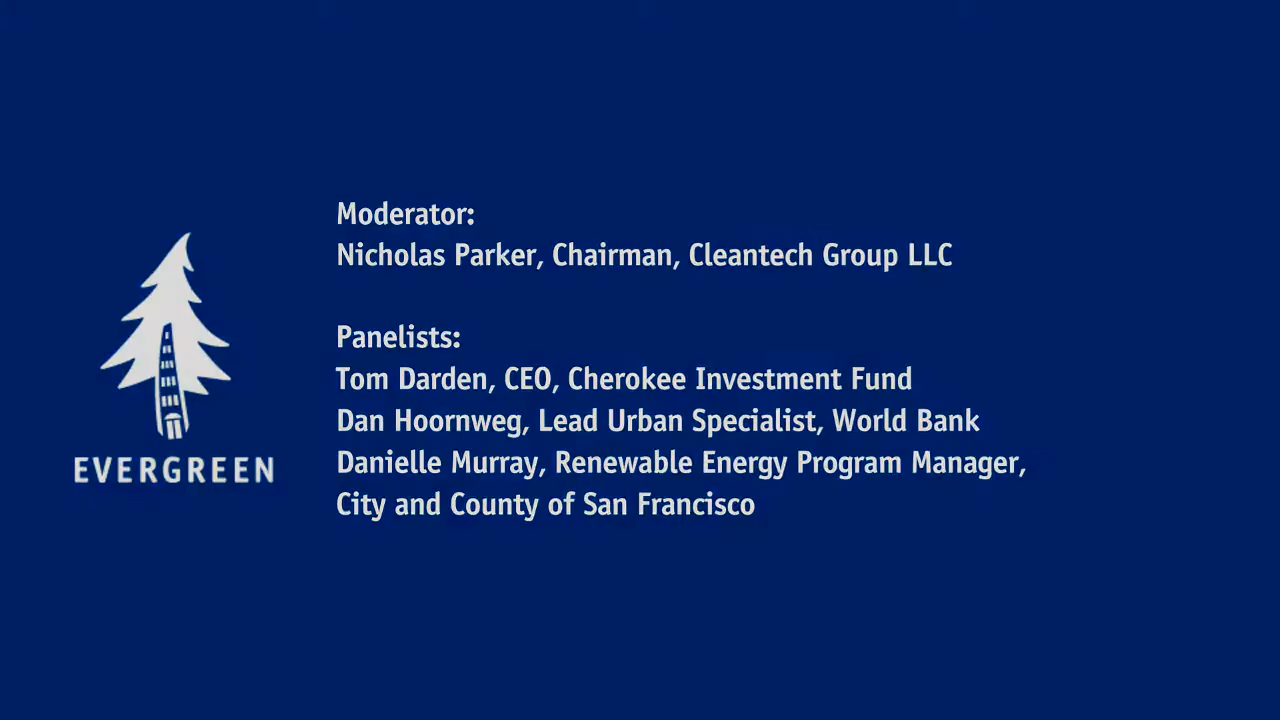 Moderator:
Nicholas Parker, Chairman, Cleantech Group LLC
Panelists:
Tom Darden, CEO, Cherokee Investment Fund
Dan Hoornweg, Lead Urban Specialist, World Bank
Danielle Murray, Renewable Energy Program Manager,
City and County of San Francisco
EVERGREEN